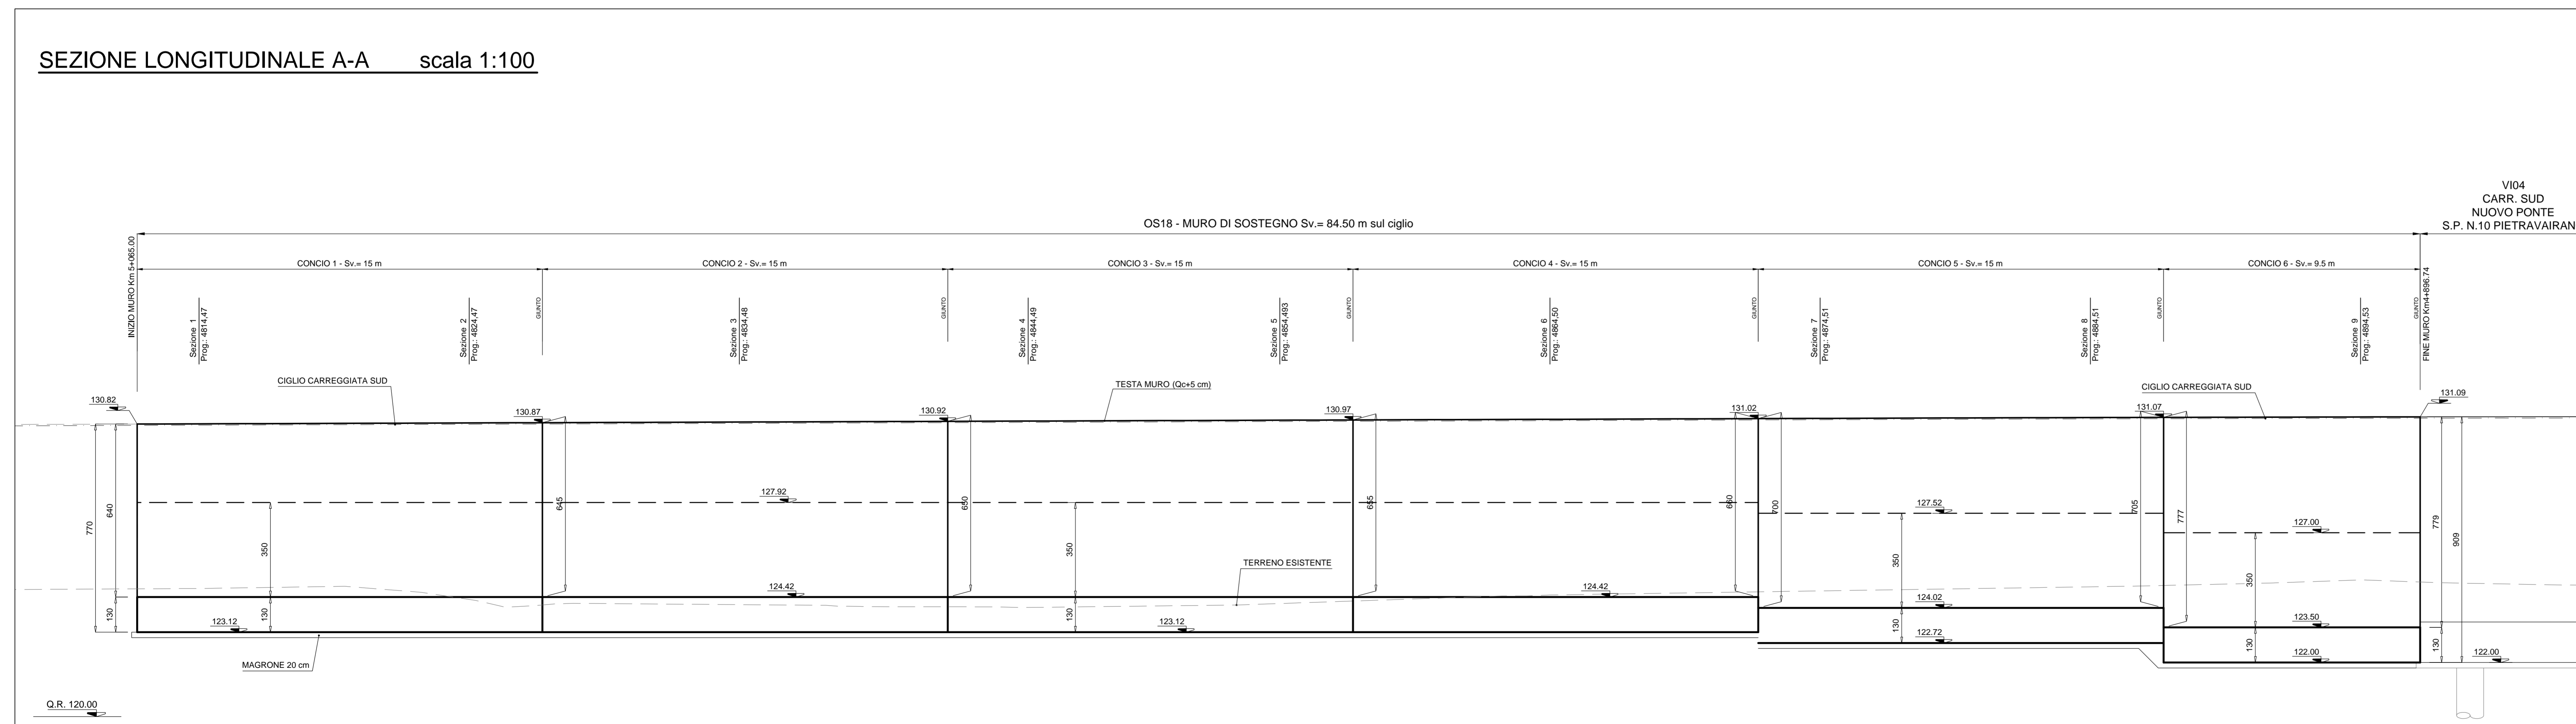 SEZIONE LONGITUDINALE A-A scala 1:100
VI04
CARR. SUD
NUOVO PONTE
S.P. N.10 PIETRAVAIRAN
OS18 - MURO DI SOSTEGNO Sv.= 84.50 m sul ciglio
INIZIO MURO Km 5+065.00
CONCIO 1 - Sv.= 15 m
CONCIO 2 - Sv.= 15 m
CONCIO 3 - Sv.= 15 m
CONCIO 4 - Sv.= 15 m
CONCIO 5 - Sv.= 15 m
CONCIO 6 - Sv.= 9.5 m
Sezione 1
Prog.: 4814,47
Sezione 2
Prog.: 4824,47
GIUNTO
Sezione 3
Prog.: 4834,48
GIUNTO
Sezione 4
Prog.: 4844,49
Sezione 5
Prog.: 4854,493
GIUNTO
Sezione 6
Prog.: 4864,50
GIUNTO
Sezione 7
Prog.: 4874,51
Sezione 8
Prog.: 4884,51
GIUNTO
Sezione 9
Prog.: 4894,53
GIUNTO
FINE MURO Km4+896.74
CIGLIO CARREGGIATA SUD
TESTA MURO (Qc+5 cm)
CIGLIO CARREGGIATA SUD
130.82
130.87
130.92
130.97
131.02
131.07
131.09
770
640
130
350
130
645
127.92
650
350
130
655
660
700
127.52
350
130
705
777
127.00
350
130
779
130
909
TERRENO ESISTENTE
124.42
124.42
124.02
123.50
123.12
123.12
122.72
122.00
122.00
MAGRONE 20 cm
Q.R. 120.00